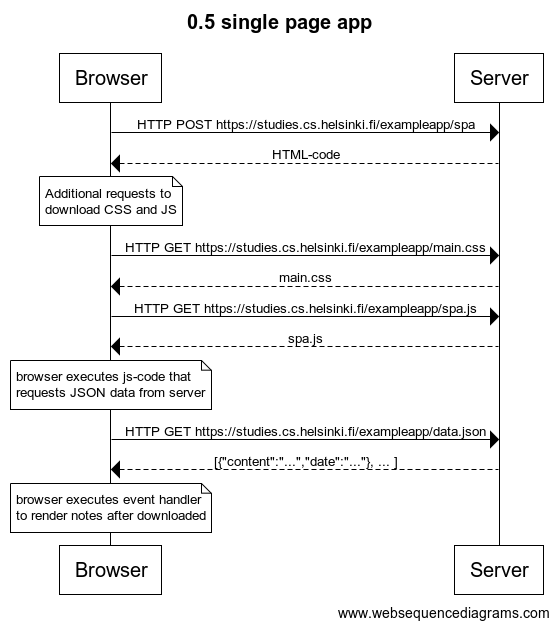 0.5 single page app
Browser
Server
HTTP POST https://studies.cs.helsinki.fi/exampleapp/spa
HTML-code
Additional requests to
download CSS and JS
HTTP GET https://studies.cs.helsinki.fi/exampleapp/main.css
main.css
HTTP GET https://studies.cs.helsinki.fi/exampleapp/spa.js
spa.js
browser executes js-code that
requests JSON data from server
HTTP GET https://studies.cs.helsinki.fi/exampleapp/data.json
[{"content":"...","date":"..."}, ... ]
browser executes event handler
to render notes after downloaded
Browser
Server
www.websequencediagrams.com